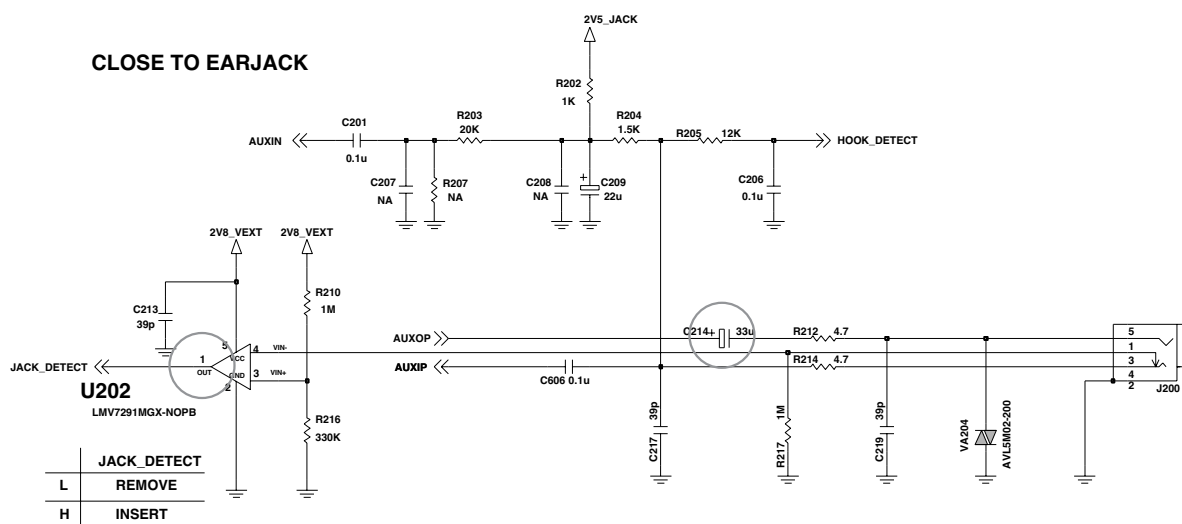 2V5_JACK
CLOSE TO EARJACK
R202
1K
C201
0.1u
R203
20K
R204
1.5K
R205
12K
AUXIN
HOOK_DETECT
C207
NA
R207
NA
C208
NA
+
C209
22u
C206
0.1u
2V8_VEXT
2V8_VEXT
C213
39p
R210
1M
AUXOP
C214
+
33u
R212
4.7
5
1
3
4
2
J200
JACK_DETECT
1
OUT
5
VCC
4
VIN-
GND
3
VIN+
2
AUXIP
C606 0.1u
R214
4.7
U202
LMV7291MGX-NOPB
R216
330K
39p
C217
1M
R217
39p
C219
VA204
AVL5M02-200
JACK_DETECT
L
REMOVE
H
INSERT